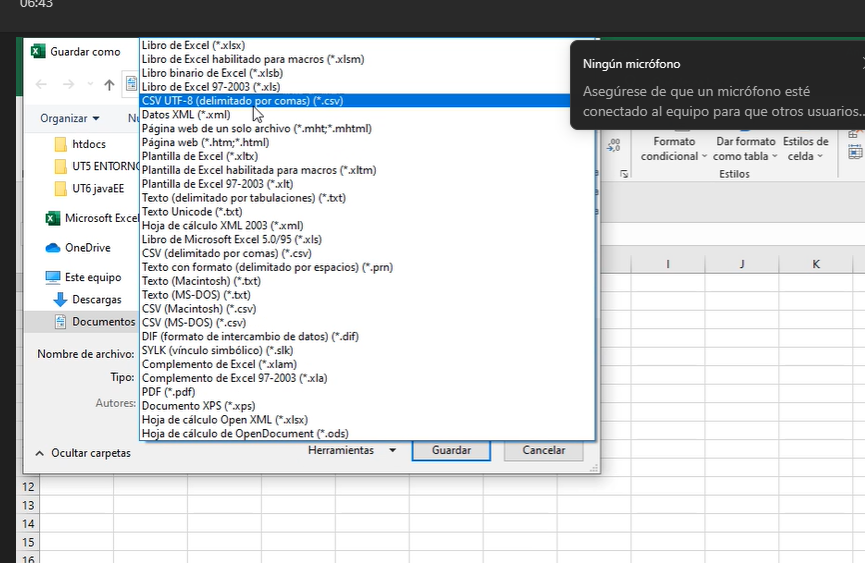 06:43
Guardar como
Organizar
htdocs
UT5 ENTORNO
UT6 javaEE
Microsoft Excel
OneDrive
Este equipo
Descargas
Documentos
Nombre de archivo:
Tipo:
Autores:
Ocultar carpetas
Libro de Excel (*.xlsx)
Libro de Excel habilitado para macros (*.xlsm)
Libro binario de Excel (*.xlsb)
Libro de Excel 97-2003 (*.xls)
CSV UTF-8 (delimitado por comas) (*.csv)
Datos XML (*.xml)
Página web de un solo archivo (*.mht;*.mhtml)
Página web (*.htm;*.html)
Plantilla de Excel (*.xltx)
Plantilla de Excel habilitada para macros (*.xltm)
Plantilla de Excel 97-2003 (*.xlt)
Texto (delimitado por tabulaciones) (*.txt)
Texto Unicode (*.txt)
Hoja de cálculo XML 2003 (*.xml)
Libro de Microsoft Excel 5.0/95 (*.xls)
CSV (delimitado por comas) (*.csv)
Texto con formato (delimitado por espacios) (*.prn)
Texto (Macintosh) (*.txt)
Texto (MS-DOS) (*.txt)
CSV (Macintosh) (*.csv)
CSV (MS-DOS) (*.csv)
DIF (formato de intercambio de datos) (*.dif)
SYLK (vínculo simbólico) (*.slk)
Complemento de Excel (*.xlam)
Complemento de Excel 97-2003 (*.xla)
PDF (*.pdf)
Documento XPS (*.xps)
Hoja de cálculo Open XML (*.xlsx)
Hoja de cálculo de OpenDocument (*.ods)
Herramientas
Guardar
Cancelar
Ningún micrófono
Asegúrese de que un micrófono esté
conectado al equipo para que otros usuarios...
Formato
condicional
Dar formato
como tabla
Estilos de
celda
Estilos
I J K
12
13
14
15
16